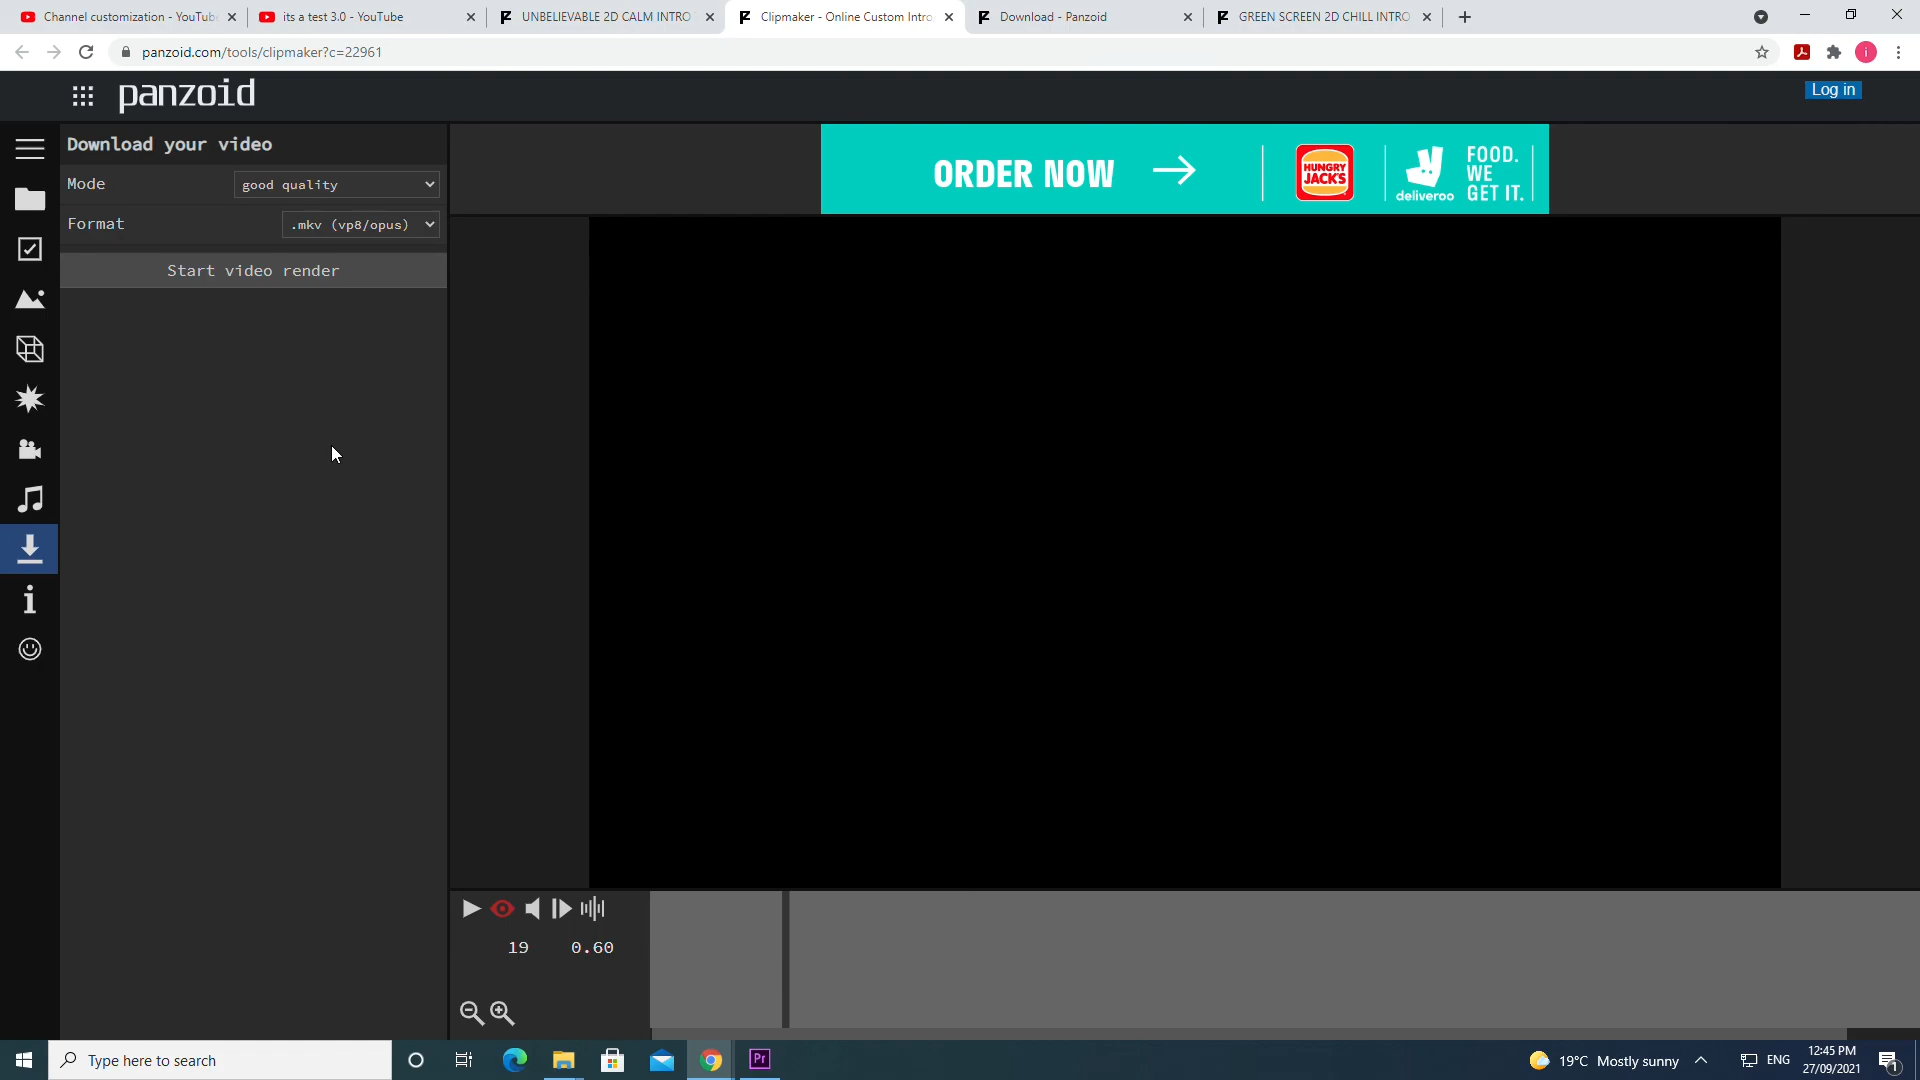 Channel customization - YouTub
its a test 3.0 - YouTube
UNBELIEVABLE 2D CALM INTRO
Clipmaker - Online Custom Intro
Download - Panzoid
GREEN SCREEN 2D CHILL INTRO
panzoid.com/tools/clipmaker?c=22961
i
panzoid
Log in
Download your video
Mode
good quality
Format
.mkv (vp8/opus)
Start video render
ORDER NOW
HUNGRY
JACK'S
deliveroo
FOOD.
WE
GET IT.
19
0.60
Type here to search
Pr
19°C Mostly sunny
ENG
12:45 PM
27/09/2021
1